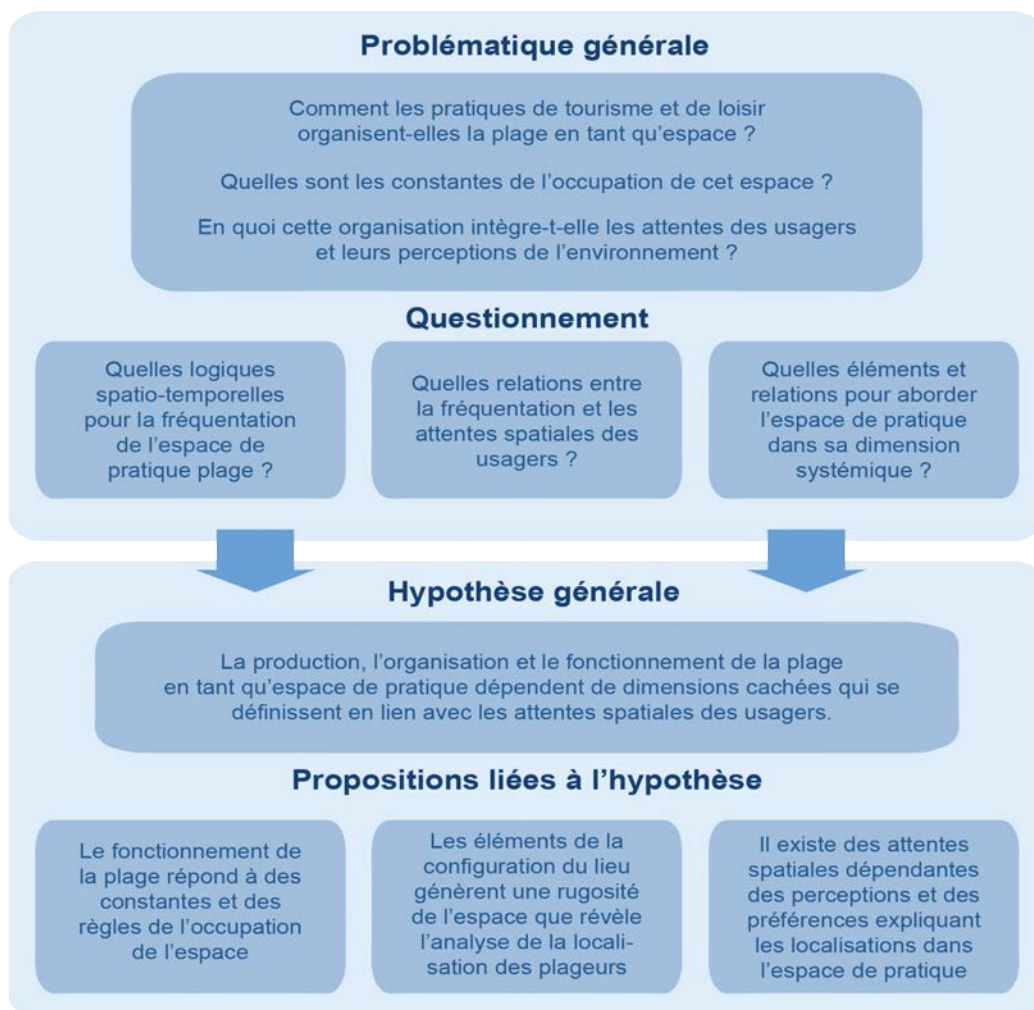 Problématique générale
Comment les pratiques de tourisme et de loisir
organisent-elles la plage en tant qu’espace ?
Quelles sont les constantes de l’occupation de cet espace ?
En quoi cette organisation intègre-t-elle les attentes des usagers
et leurs perceptions de l’environnement ?
Questionnement
Quelles logiques
spatio-temporelles
pour la fréquentation
de l’espace de
pratique plage ?
Quelles relations entre
la fréquentation et les
attentes spatiales des
usagers ?
Quelles éléments et
relations pour aborder
l’espace de pratique
dans sa dimension
systémique ?
Hypothèse générale
La production, l’organisation et le fonctionnement de la plage
en tant qu’espace de pratique dépendent de dimensions cachées qui se
définissent en lien avec les attentes spatiales des usagers.
Propositions liées à l’hypothèse
Le fonctionnement de
la plage répond à des
constantes et des
règles de l’occupation
de l’espace
Les éléments de la
configuration du lieu
génèrent une rugosité
de l’espace que révèle
l’analyse de la locali-
sation des plageurs
Il existe des attentes
spatiales dépendantes
des perceptions et des
préférences expliquant
les localisations dans
l’espace de pratique